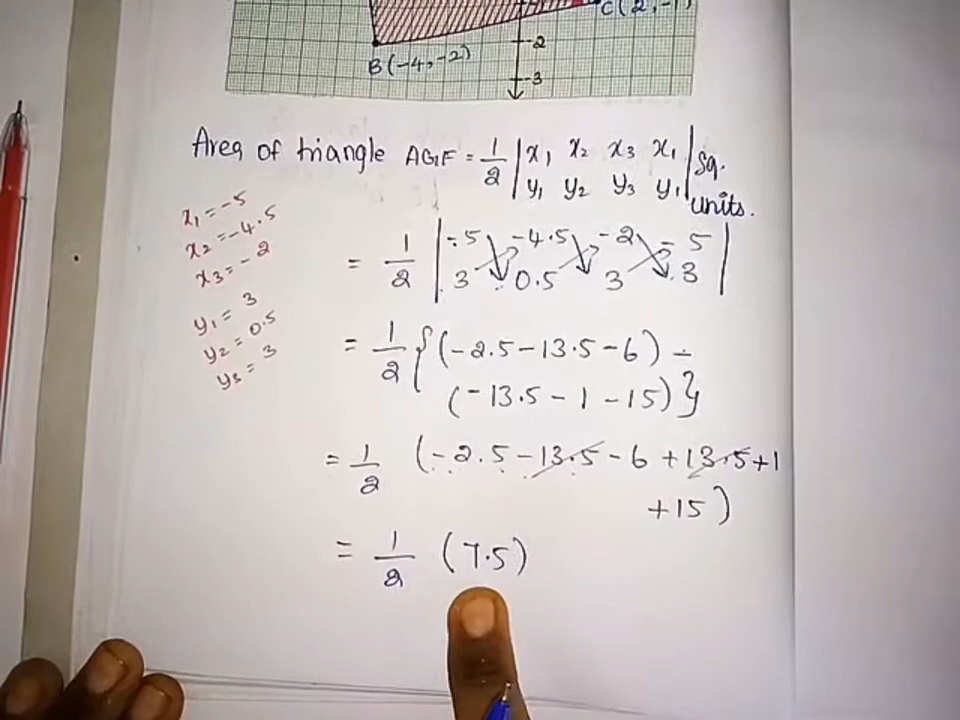 C(2,-1)
-2
B(-4,-2)
-3
Area of triangle AGF = 1/2 |x₁ x₂ x₃ x₁| sq.
|y₁ y₂ y₃ y₁| units.
x₁ = -5
x₂ = -4.5
x₃ = -2
y₁ = 3
y₂ = 0.5
y₃ = 3
= 1/2 |-5 -4.5 -2 -5|
|3 0.5 3 3|
= 1/2 {(-2.5-13.5-6) -
(-13.5-1-15)}
= 1/2 (-2.5-13.5-6+13.5+1
+15)
= 1/2 (7.5)